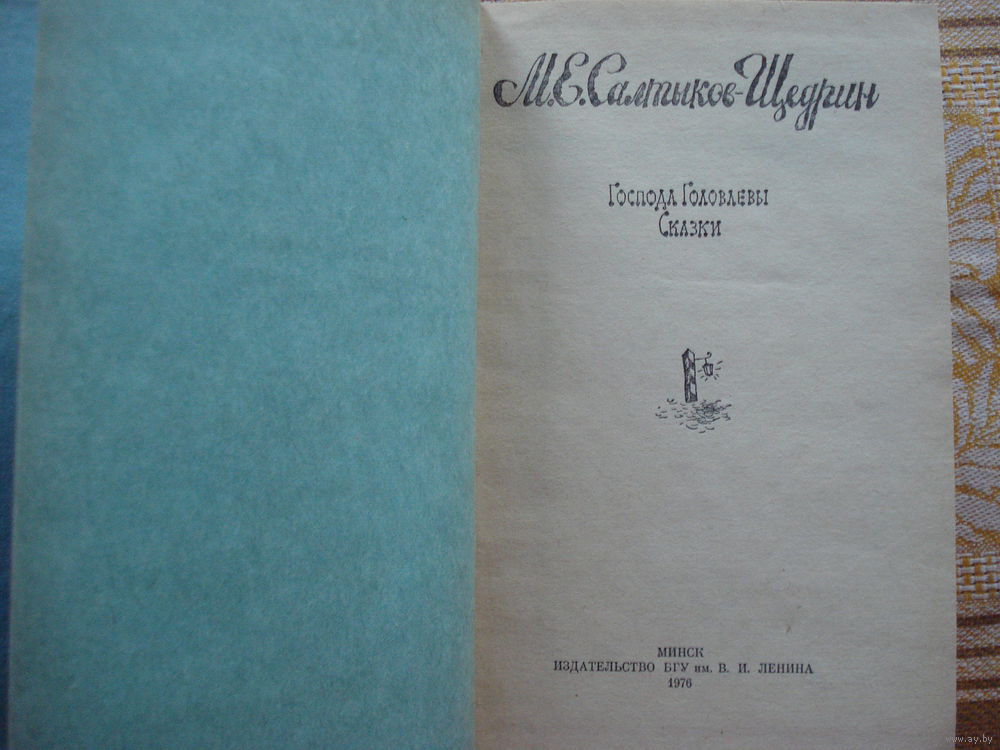 М.Е.Салтыков-Щедрин
Господа Головлевы
Сказки
МИНСК
ИЗДАТЕЛЬСТВО БГУ им. В. И. ЛЕНИНА
1976
www.ay.by